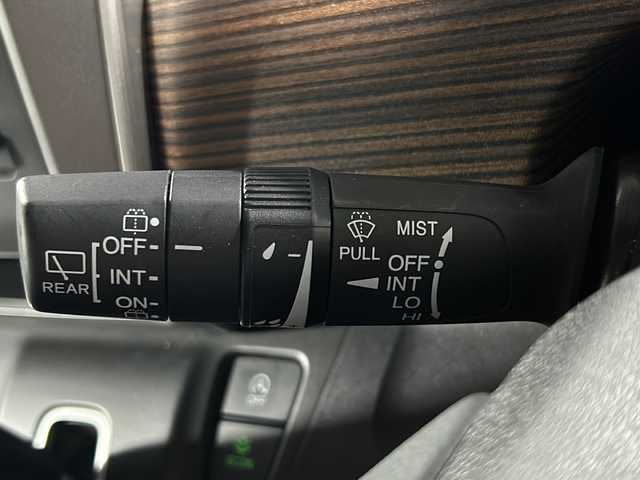 OFF
INT
ON
REAR
PULL
MIST
OFF
INT
LO
HI